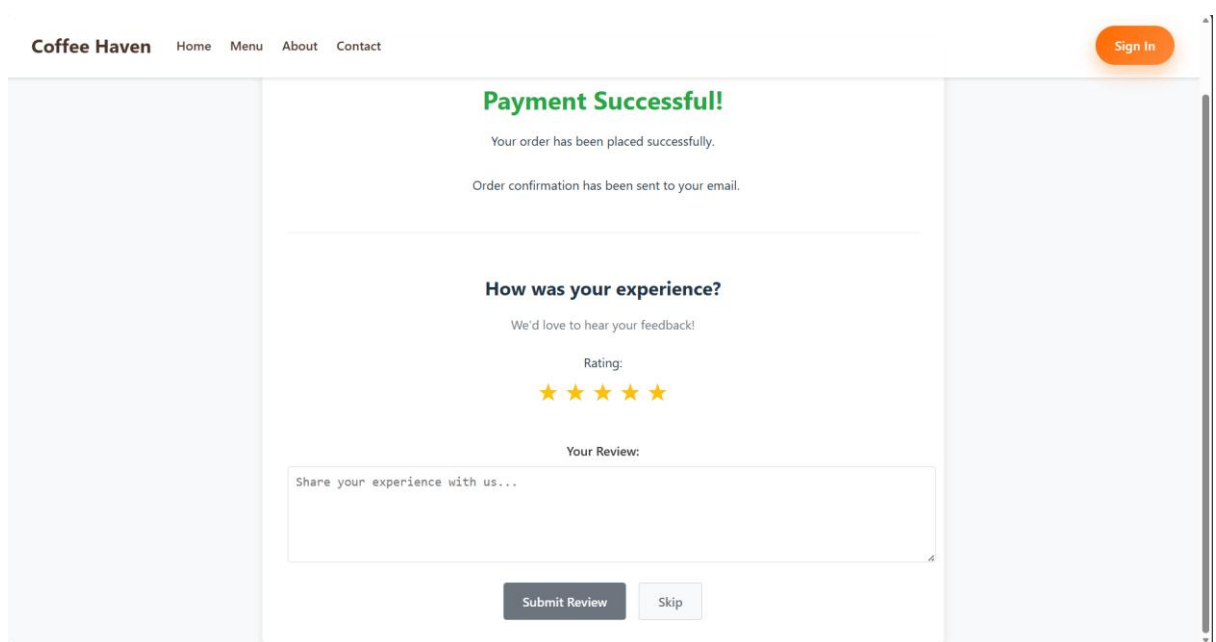 Coffee Haven Home Menu About Contact Sign In
Payment Successful!
Your order has been placed successfully.
Order confirmation has been sent to your email.
How was your experience?
We'd love to hear your feedback!
Rating:
Your Review:
Share your experience with us...
Submit Review Skip